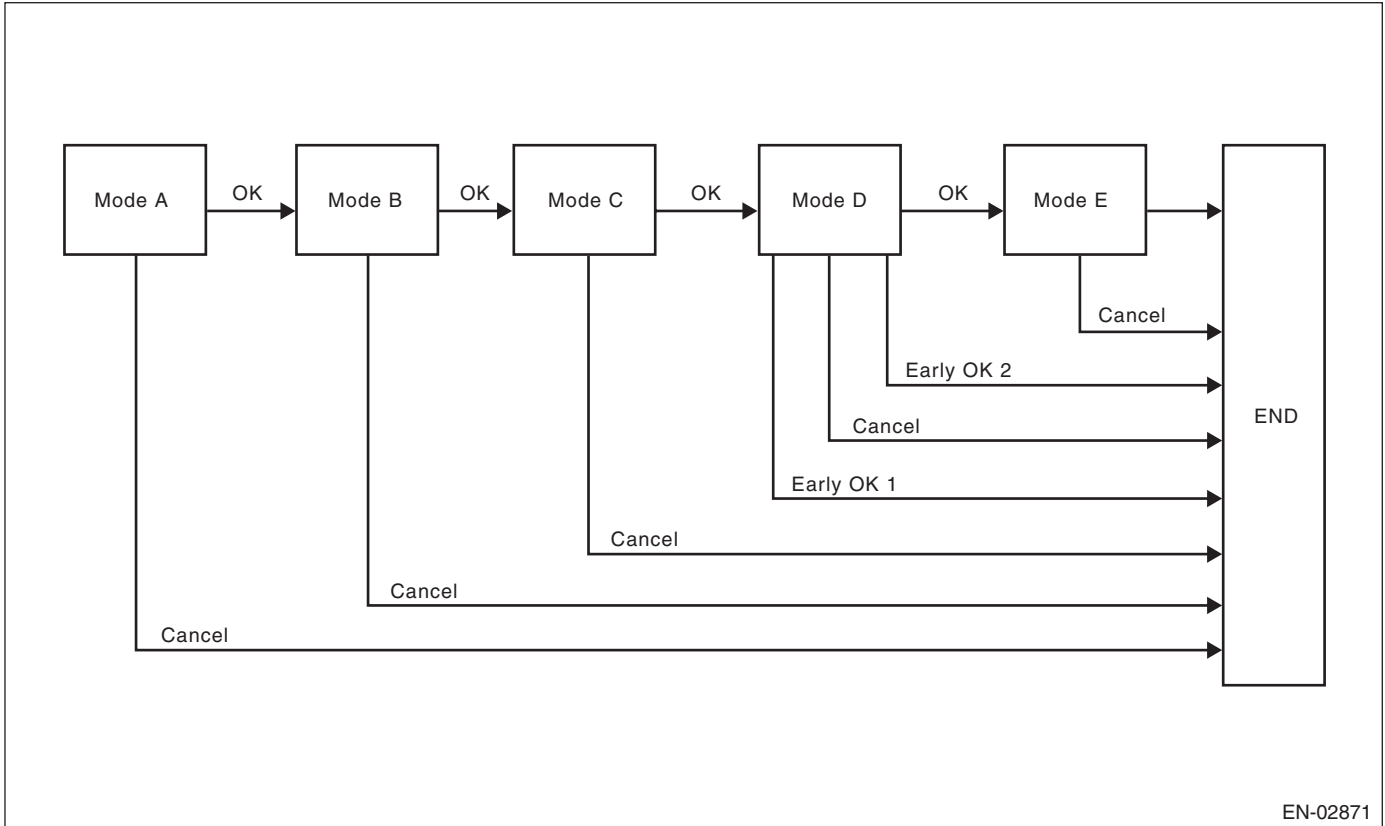 Mode A
OK
Mode B
OK
Mode C
OK
Mode D
OK
Mode E
Cancel
Early OK 2
END
Cancel
Early OK 1
Cancel
Cancel
Cancel
EN-02871